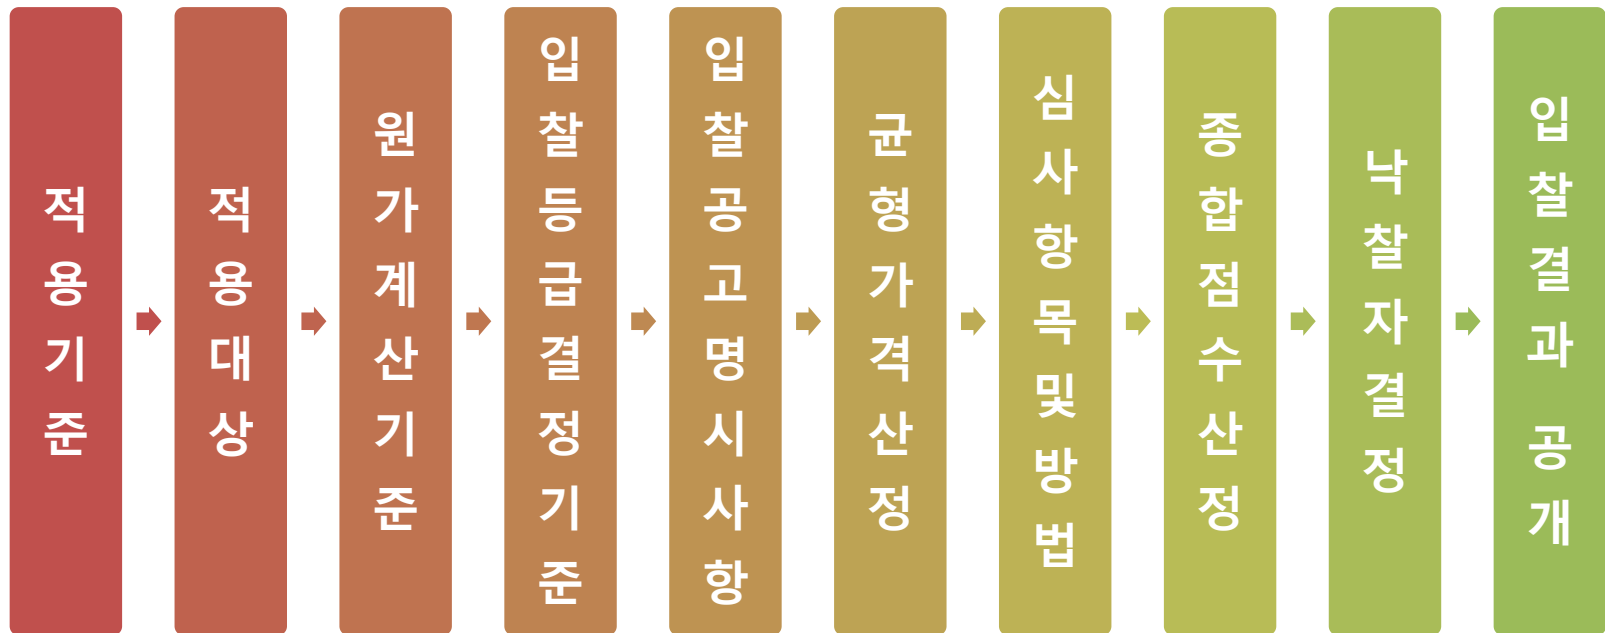 적용기준
적용대상
원가계산기준
입찰등급결정기준
입찰공고명시사항
균형가격산정
심사항목및방법
종합점수산정
낙찰자결정
입찰결과 공개